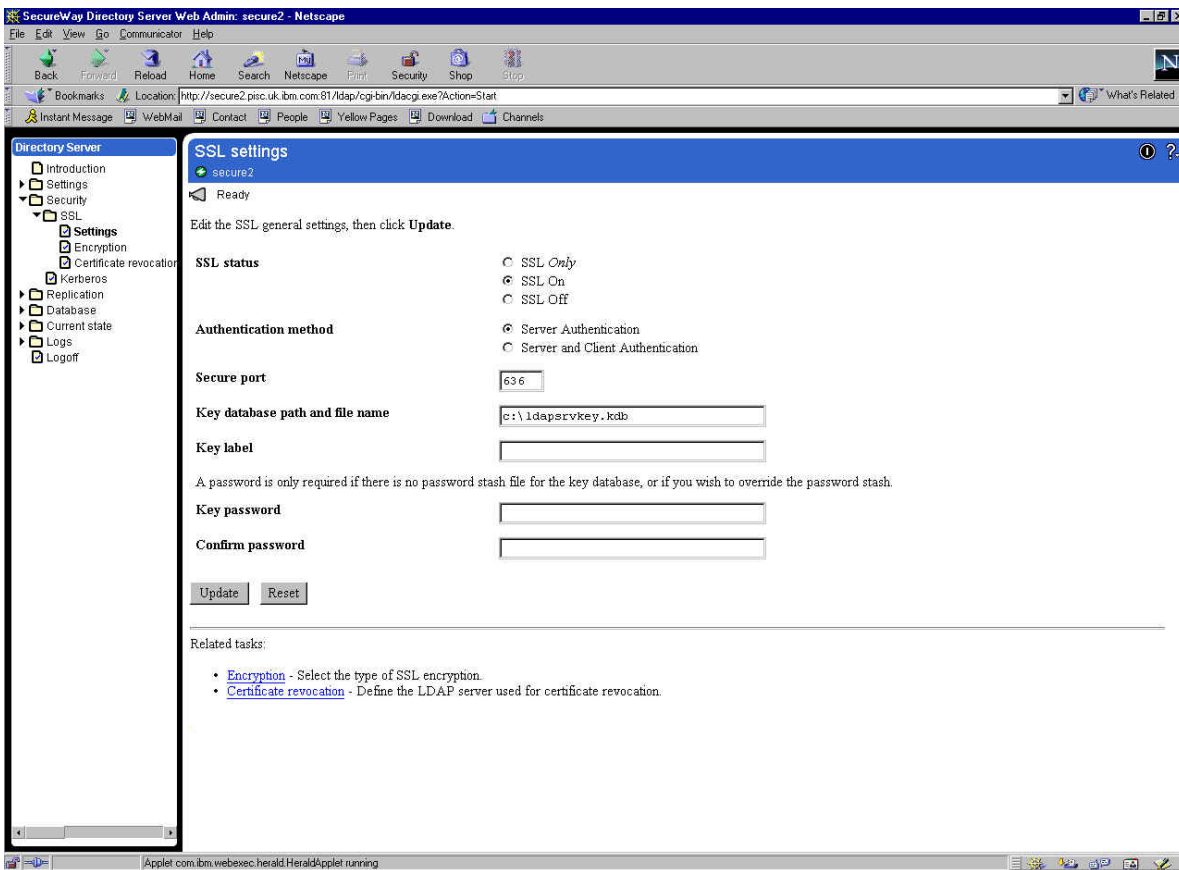 SecureWay Directory Server Web Admin: secure2 - Netscape
File Edit View Go Communicator Help
Back Forward Reload Home Search Netscape Print Security Shop Stop
Bookmarks Location: http://secure2.pisc.uk.ibm.com:81/ldap/cgi-bin/ldacgi.exe?Action=Start What's Related
Instant Message WebMail Contact People Yellow Pages Download Channels
Directory Server
Introduction
Settings
Security
SSL
Settings
Encryption
Certificate revocation
Kerberos
Replication
Database
Current state
Logs
Logoff
SSL settings
secure2
Ready
Edit the SSL general settings, then click Update.
SSL status
SSL Only
SSL On
SSL Off
Authentication method
Server Authentication
Server and Client Authentication
Secure port
636
Key database path and file name
c:\ldapsrvkey.kdb
Key label
A password is only required if there is no password stash file for the key database, or if you wish to override the password stash.
Key password
Confirm password
Update Reset
Related tasks:
• Encryption - Select the type of SSL encryption.
• Certificate revocation - Define the LDAP server used for certificate revocation.
Applet com.ibm.webexec.herald.HeraldApplet running